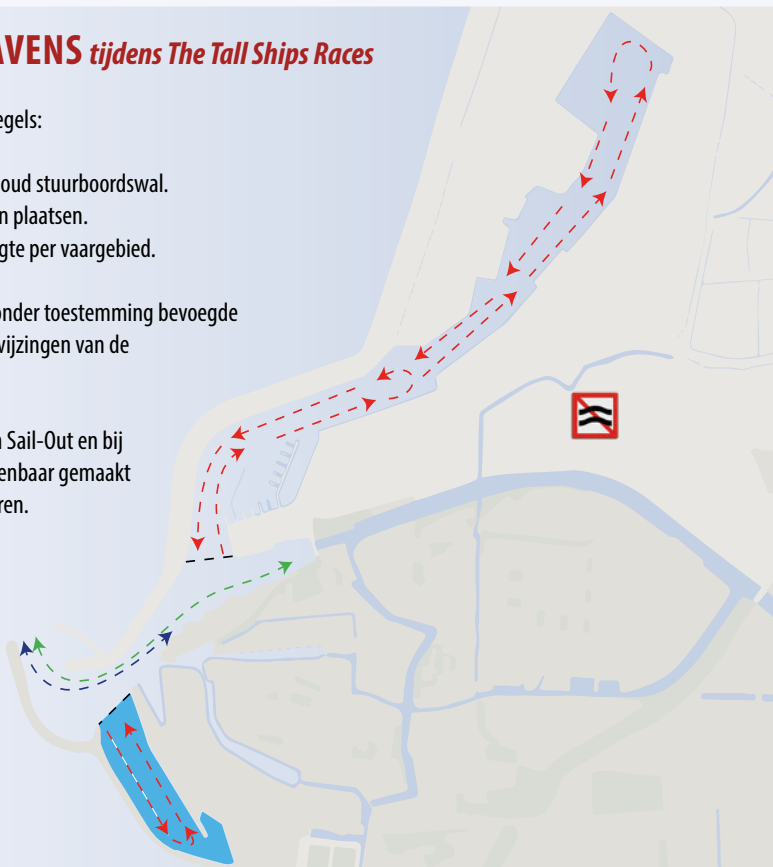 AVENS tijdens The Tall Ships Races
egels:
oud stuurboordswal.
n plaatsen.
gte per vaargebied.
onder toestemming bevoegde
wijzingen van de
n Sail-Out en bij
enbaar gemaakt
ren.